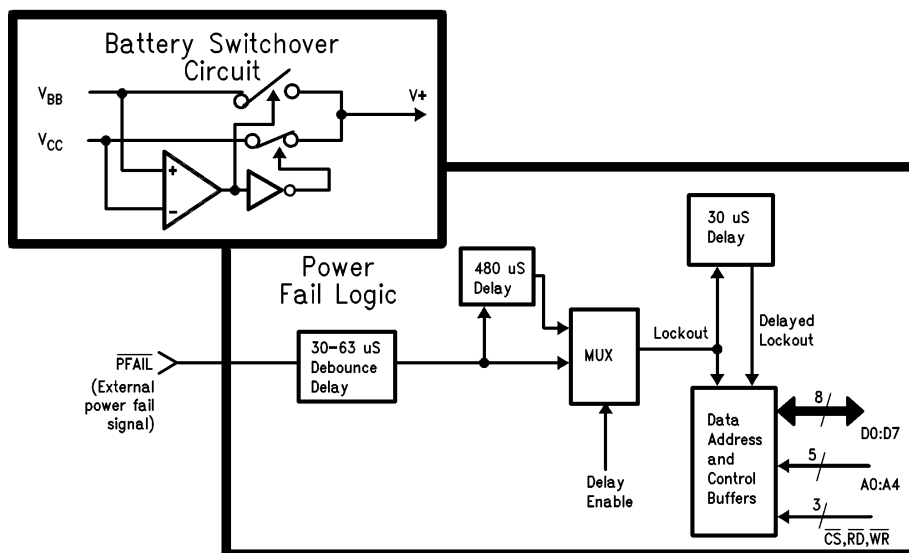 Battery Switchover
Circuit
VBB
VCC
V+
+
−
Power
Fail Logic
30 uS
Delay
480 uS
Delay
30-63 uS
Debounce
Delay
PFAIL
(External
power fail
signal)
MUX
Lockout
Delayed
Lockout
Delay
Enable
Data
Address
and
Control
Buffers
8
D0:D7
5
A0:A4
3
CS,RD,WR